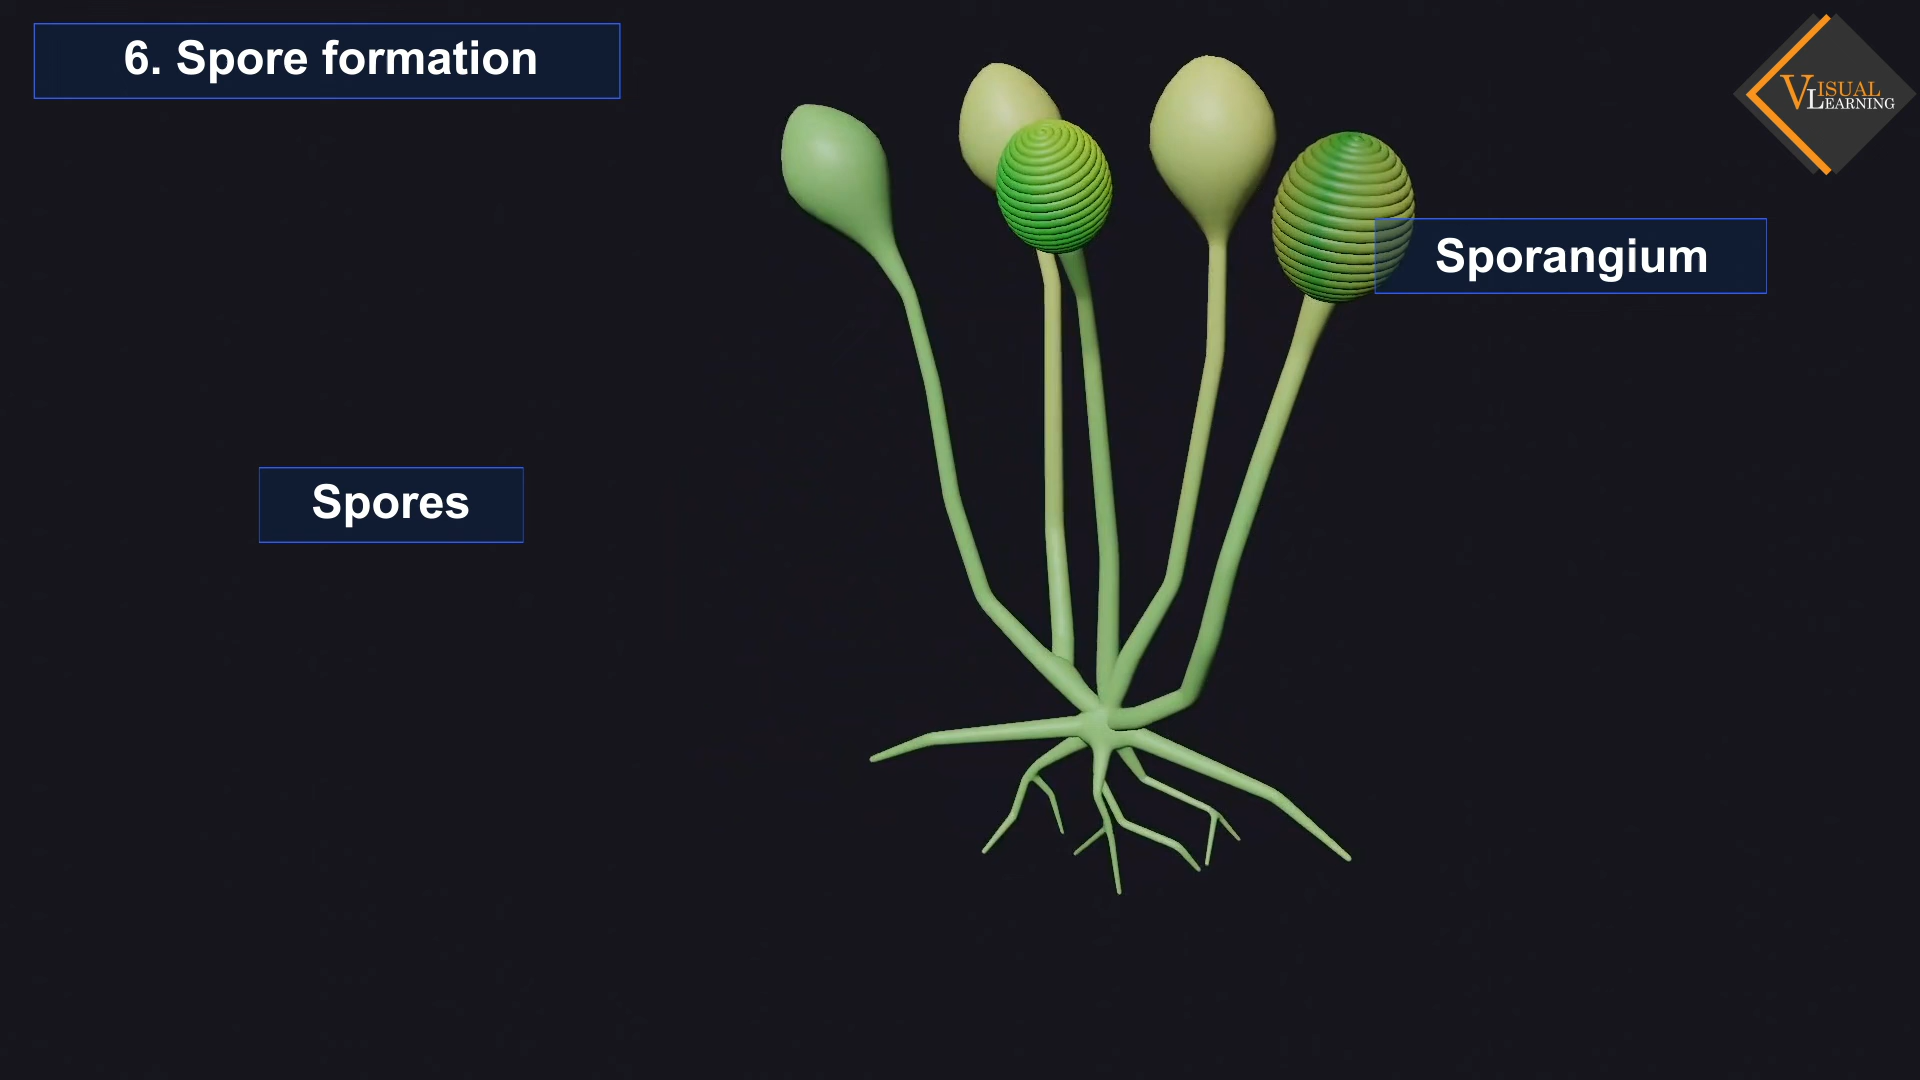 6. Spore formation
VISUAL
LEARNING
Sporangium
Spores